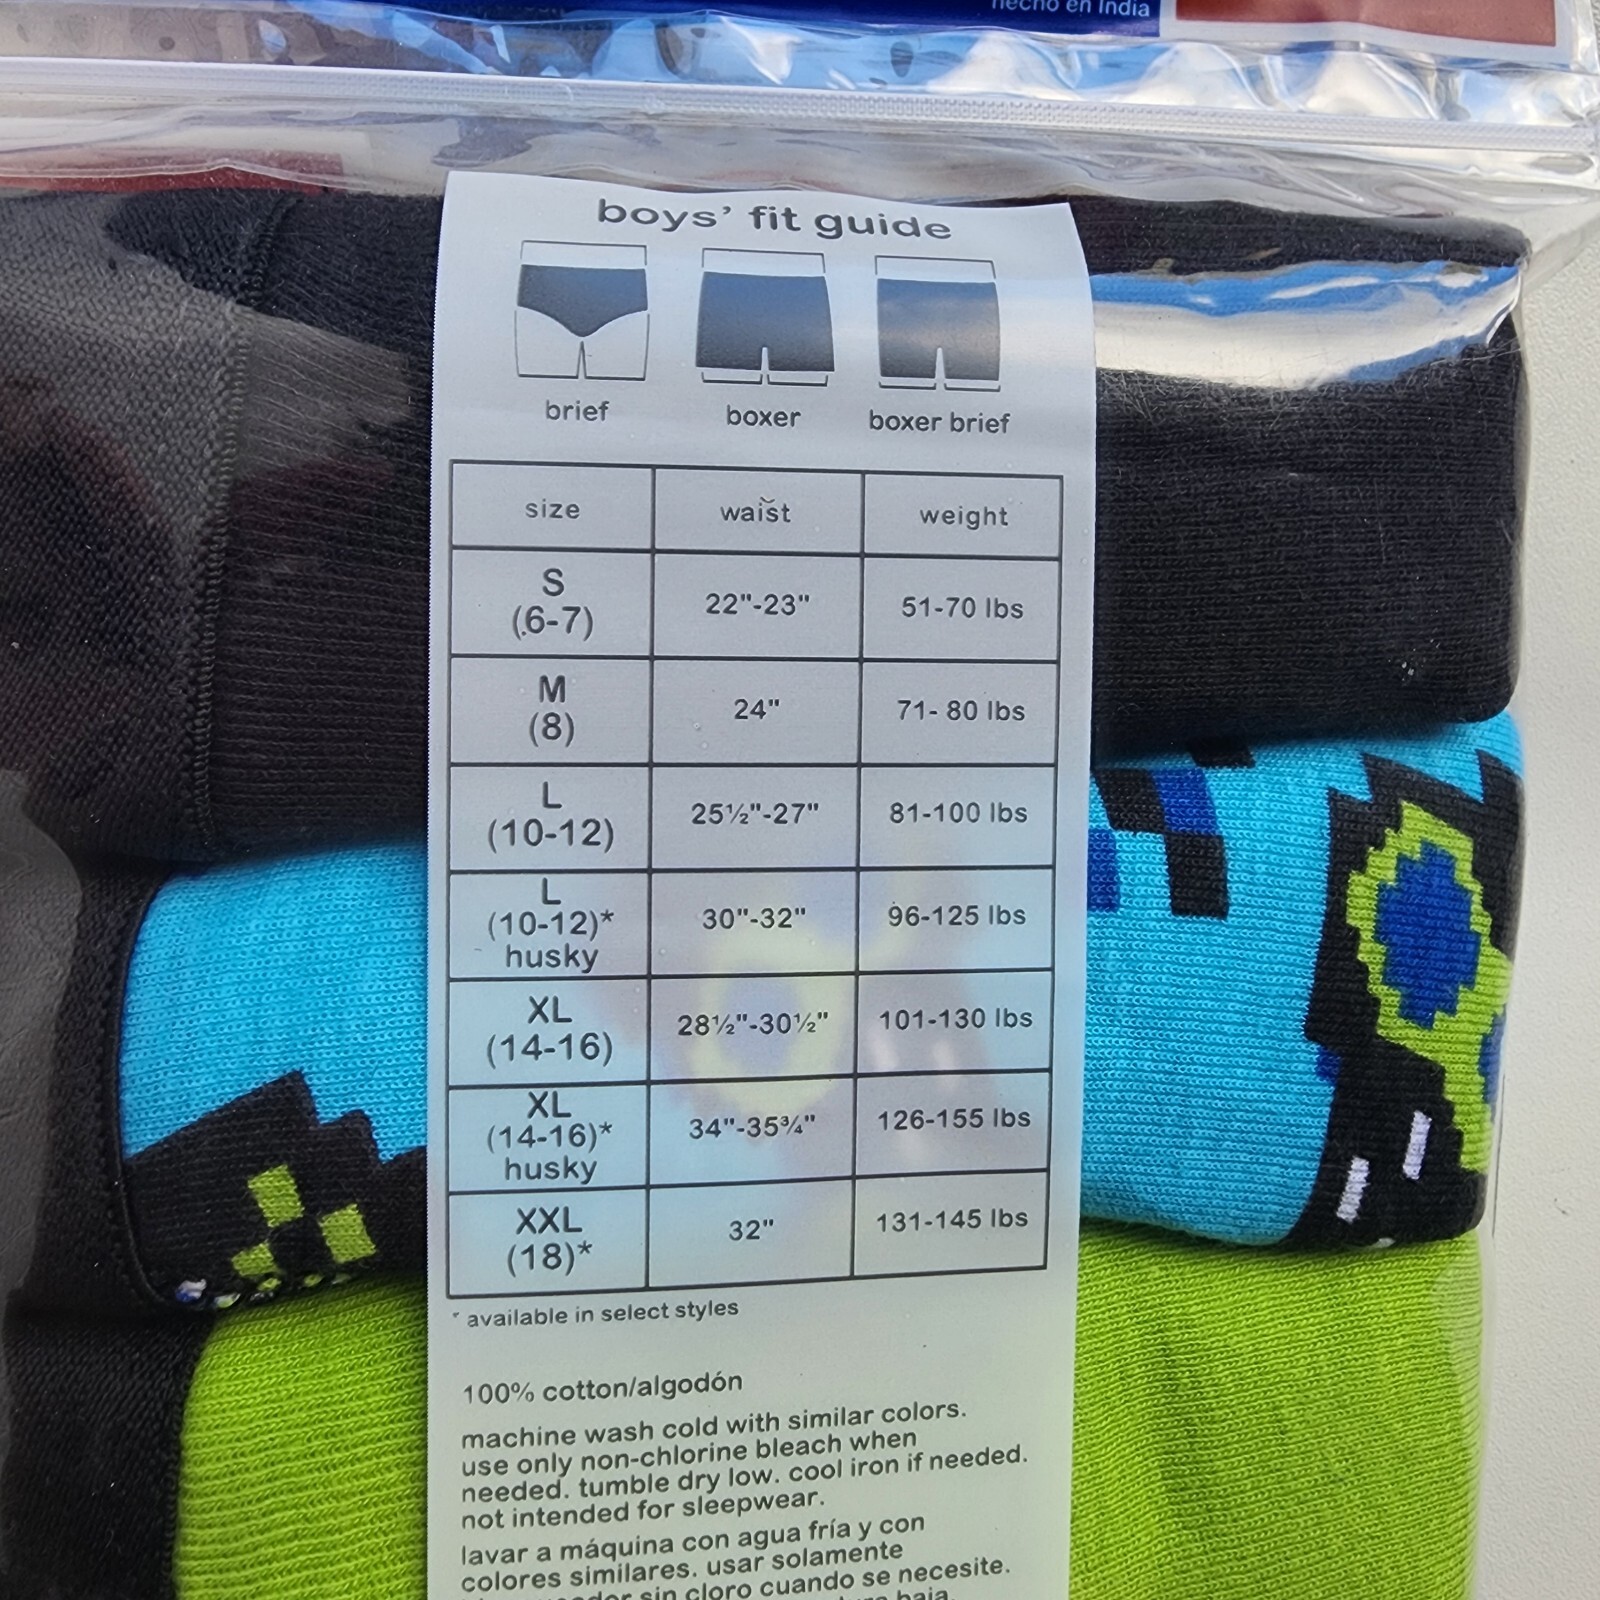 hecho en India
boys' fit guide
brief boxer boxer brief
size waist weight
S
(6-7) 22"-23" 51-70 lbs
M
(8) 24" 71- 80 lbs
L
(10-12) 25½"-27" 81-100 lbs
L
(10-12)*
husky 30"-32" 96-125 lbs
XL
(14-16) 28½"-30½" 101-130 lbs
XL
(14-16)*
husky 34"-35¾" 126-155 lbs
XXL
(18)* 32" 131-145 lbs
* available in select styles
100% cotton/algodón
machine wash cold with similar colors.
use only non-chlorine bleach when
needed. tumble dry low. cool iron if needed.
not intended for sleepwear.
lavar a máquina con agua fría y con
colores similares. usar solamente
sin cloro cuando se necesite.
baja.